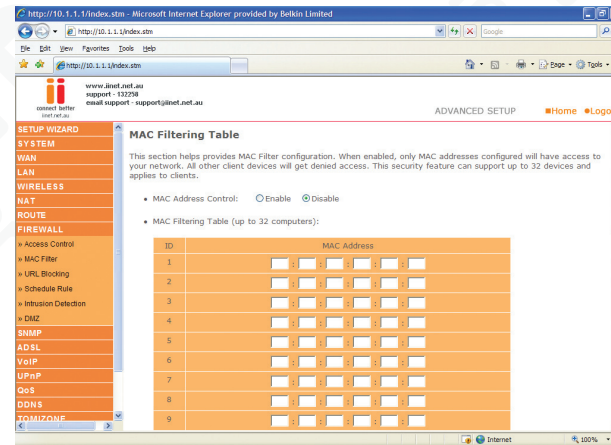 http://10.1.1.1/index.stm - Microsoft Internet Explorer provided by Belkin Limited
http://10.1.1.1/index.stm
Google
File Edit View Favorites Tools Help
http://10.1.1.1/index.stm
Page Tools
www.iinet.net.au
support - 132258
email support - support@iinet.net.au
connect better
iinet.net.au
ADVANCED SETUP Home Logo
SETUP WIZARD
SYSTEM
WAN
LAN
WIRELESS
NAT
ROUTE
FIREWALL
» Access Control
» MAC Filter
» URL Blocking
» Schedule Rule
» Intrusion Detection
» DMZ
SNMP
ADSL
VoIP
UPnP
QoS
DDNS
TOMIZONE
MAC Filtering Table
This section helps provides MAC Filter configuration. When enabled, only MAC addresses configured will have access to
your network. All other client devices will get denied access. This security feature can support up to 32 devices and
applies to clients.
• MAC Address Control: Enable Disable
• MAC Filtering Table (up to 32 computers):
ID MAC Address
1 : : : : :
2 : : : : :
3 : : : : :
4 : : : : :
5 : : : : :
6 : : : : :
7 : : : : :
8 : : : : :
9 : : : : :
Internet 100%